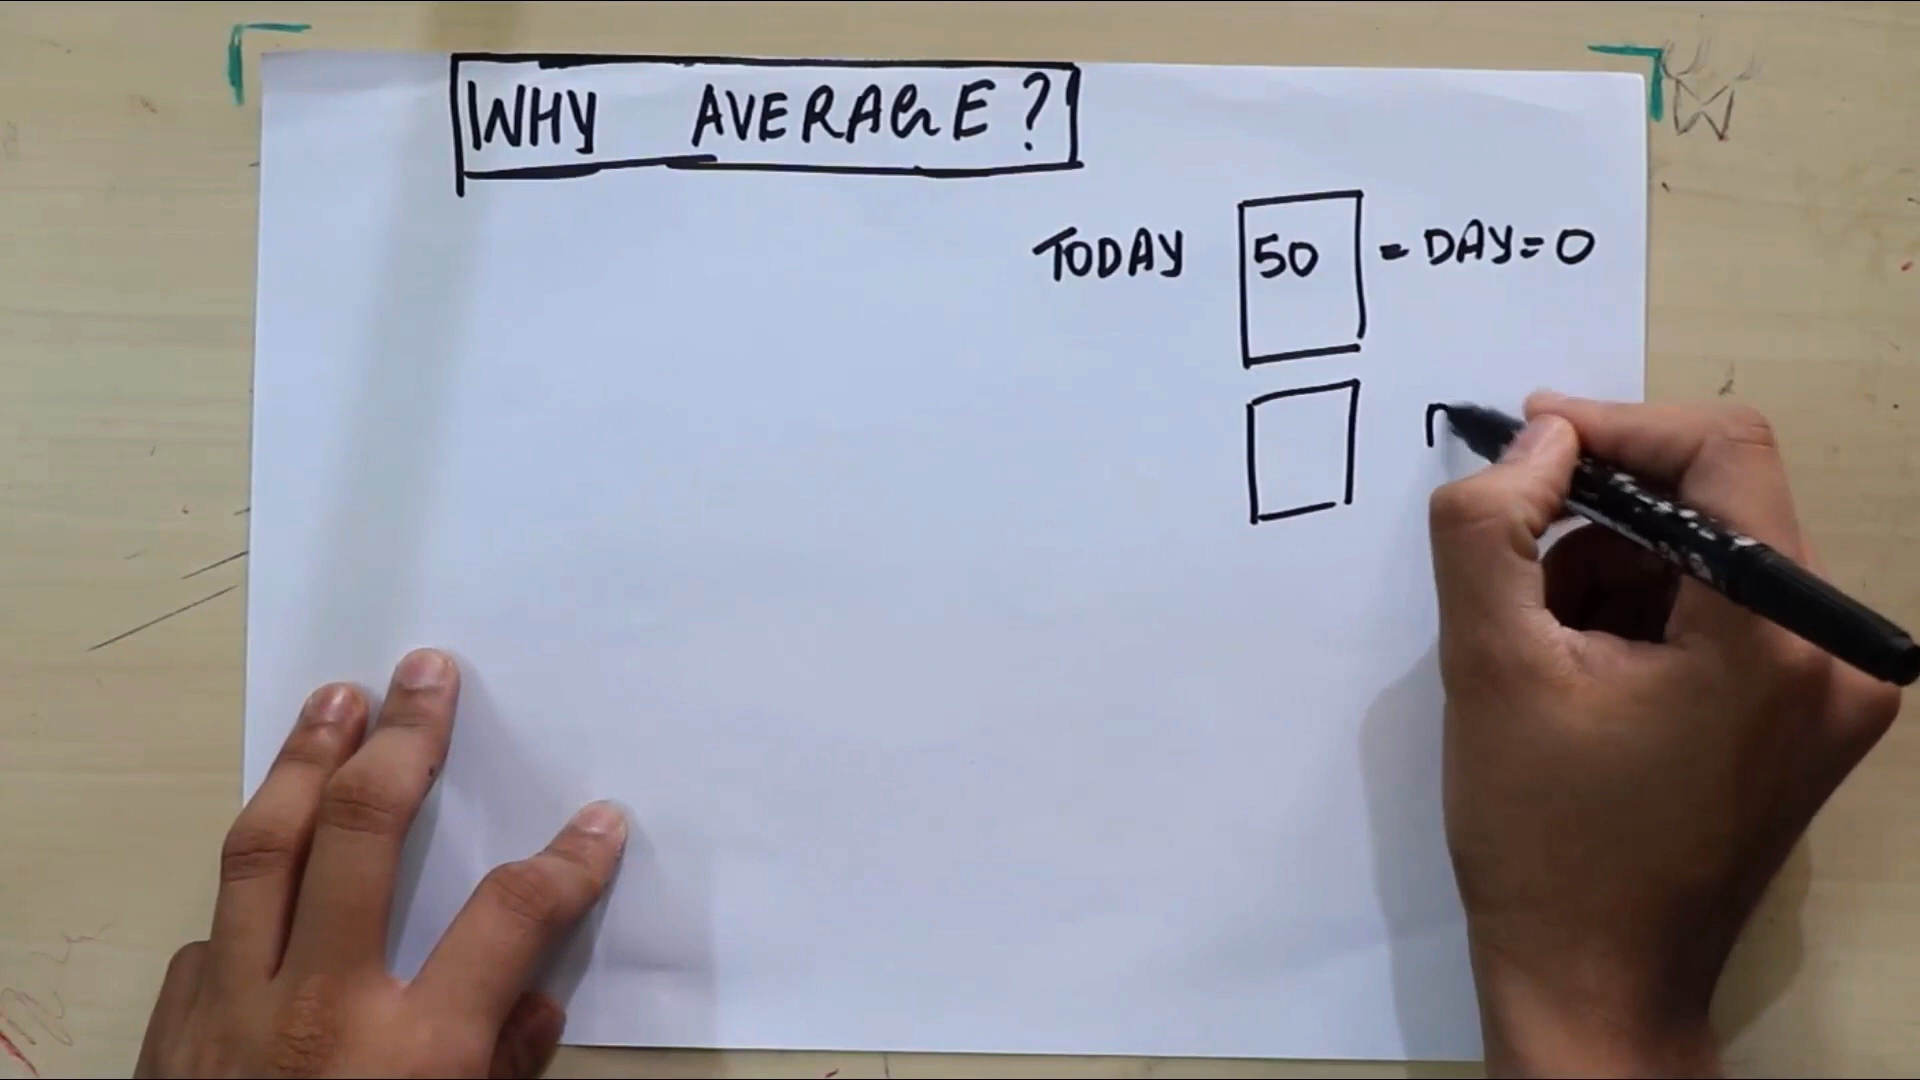 WHY AVERAGE?
TODAY 50 = DAY = 0